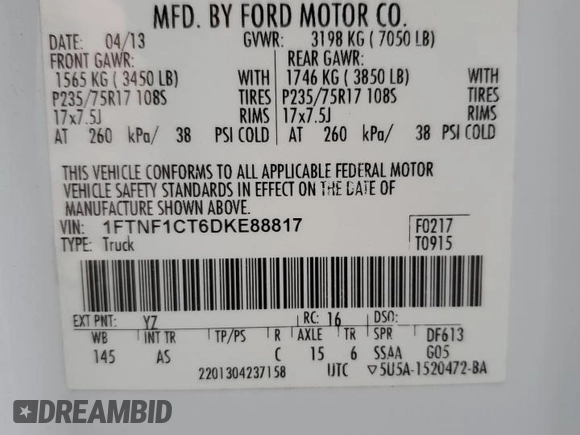 MFD. BY FORD MOTOR CO.
DATE: 04/13 GVWR: 3198 KG ( 7050 LB)
FRONT GAWR: REAR GAWR:
1565 KG ( 3450 LB) WITH 1746 KG ( 3850 LB) WITH
P235/75R17 108S TIRES P235/75R17 108S TIRES
17x7.5J RIMS 17x7.5J RIMS
AT 260 kPa/ 38 PSI COLD AT 260 kPa/ 38 PSI COLD
THIS VEHICLE CONFORMS TO ALL APPLICABLE FEDERAL MOTOR
VEHICLE SAFETY STANDARDS IN EFFECT ON THE DATE OF
MANUFACTURE SHOWN ABOVE.
VIN: 1FTNF1CT6DKE88817 F0217
TYPE: Truck T0915
EXT PNT: YZ RC: 16 DSO:
WB INT TR TP/PS R AXLE TR SPR DF613
145 AS C 15 6 SSAA G05
2201304237158 UTC ▽5U5A-1520472-BA
DREAMBID